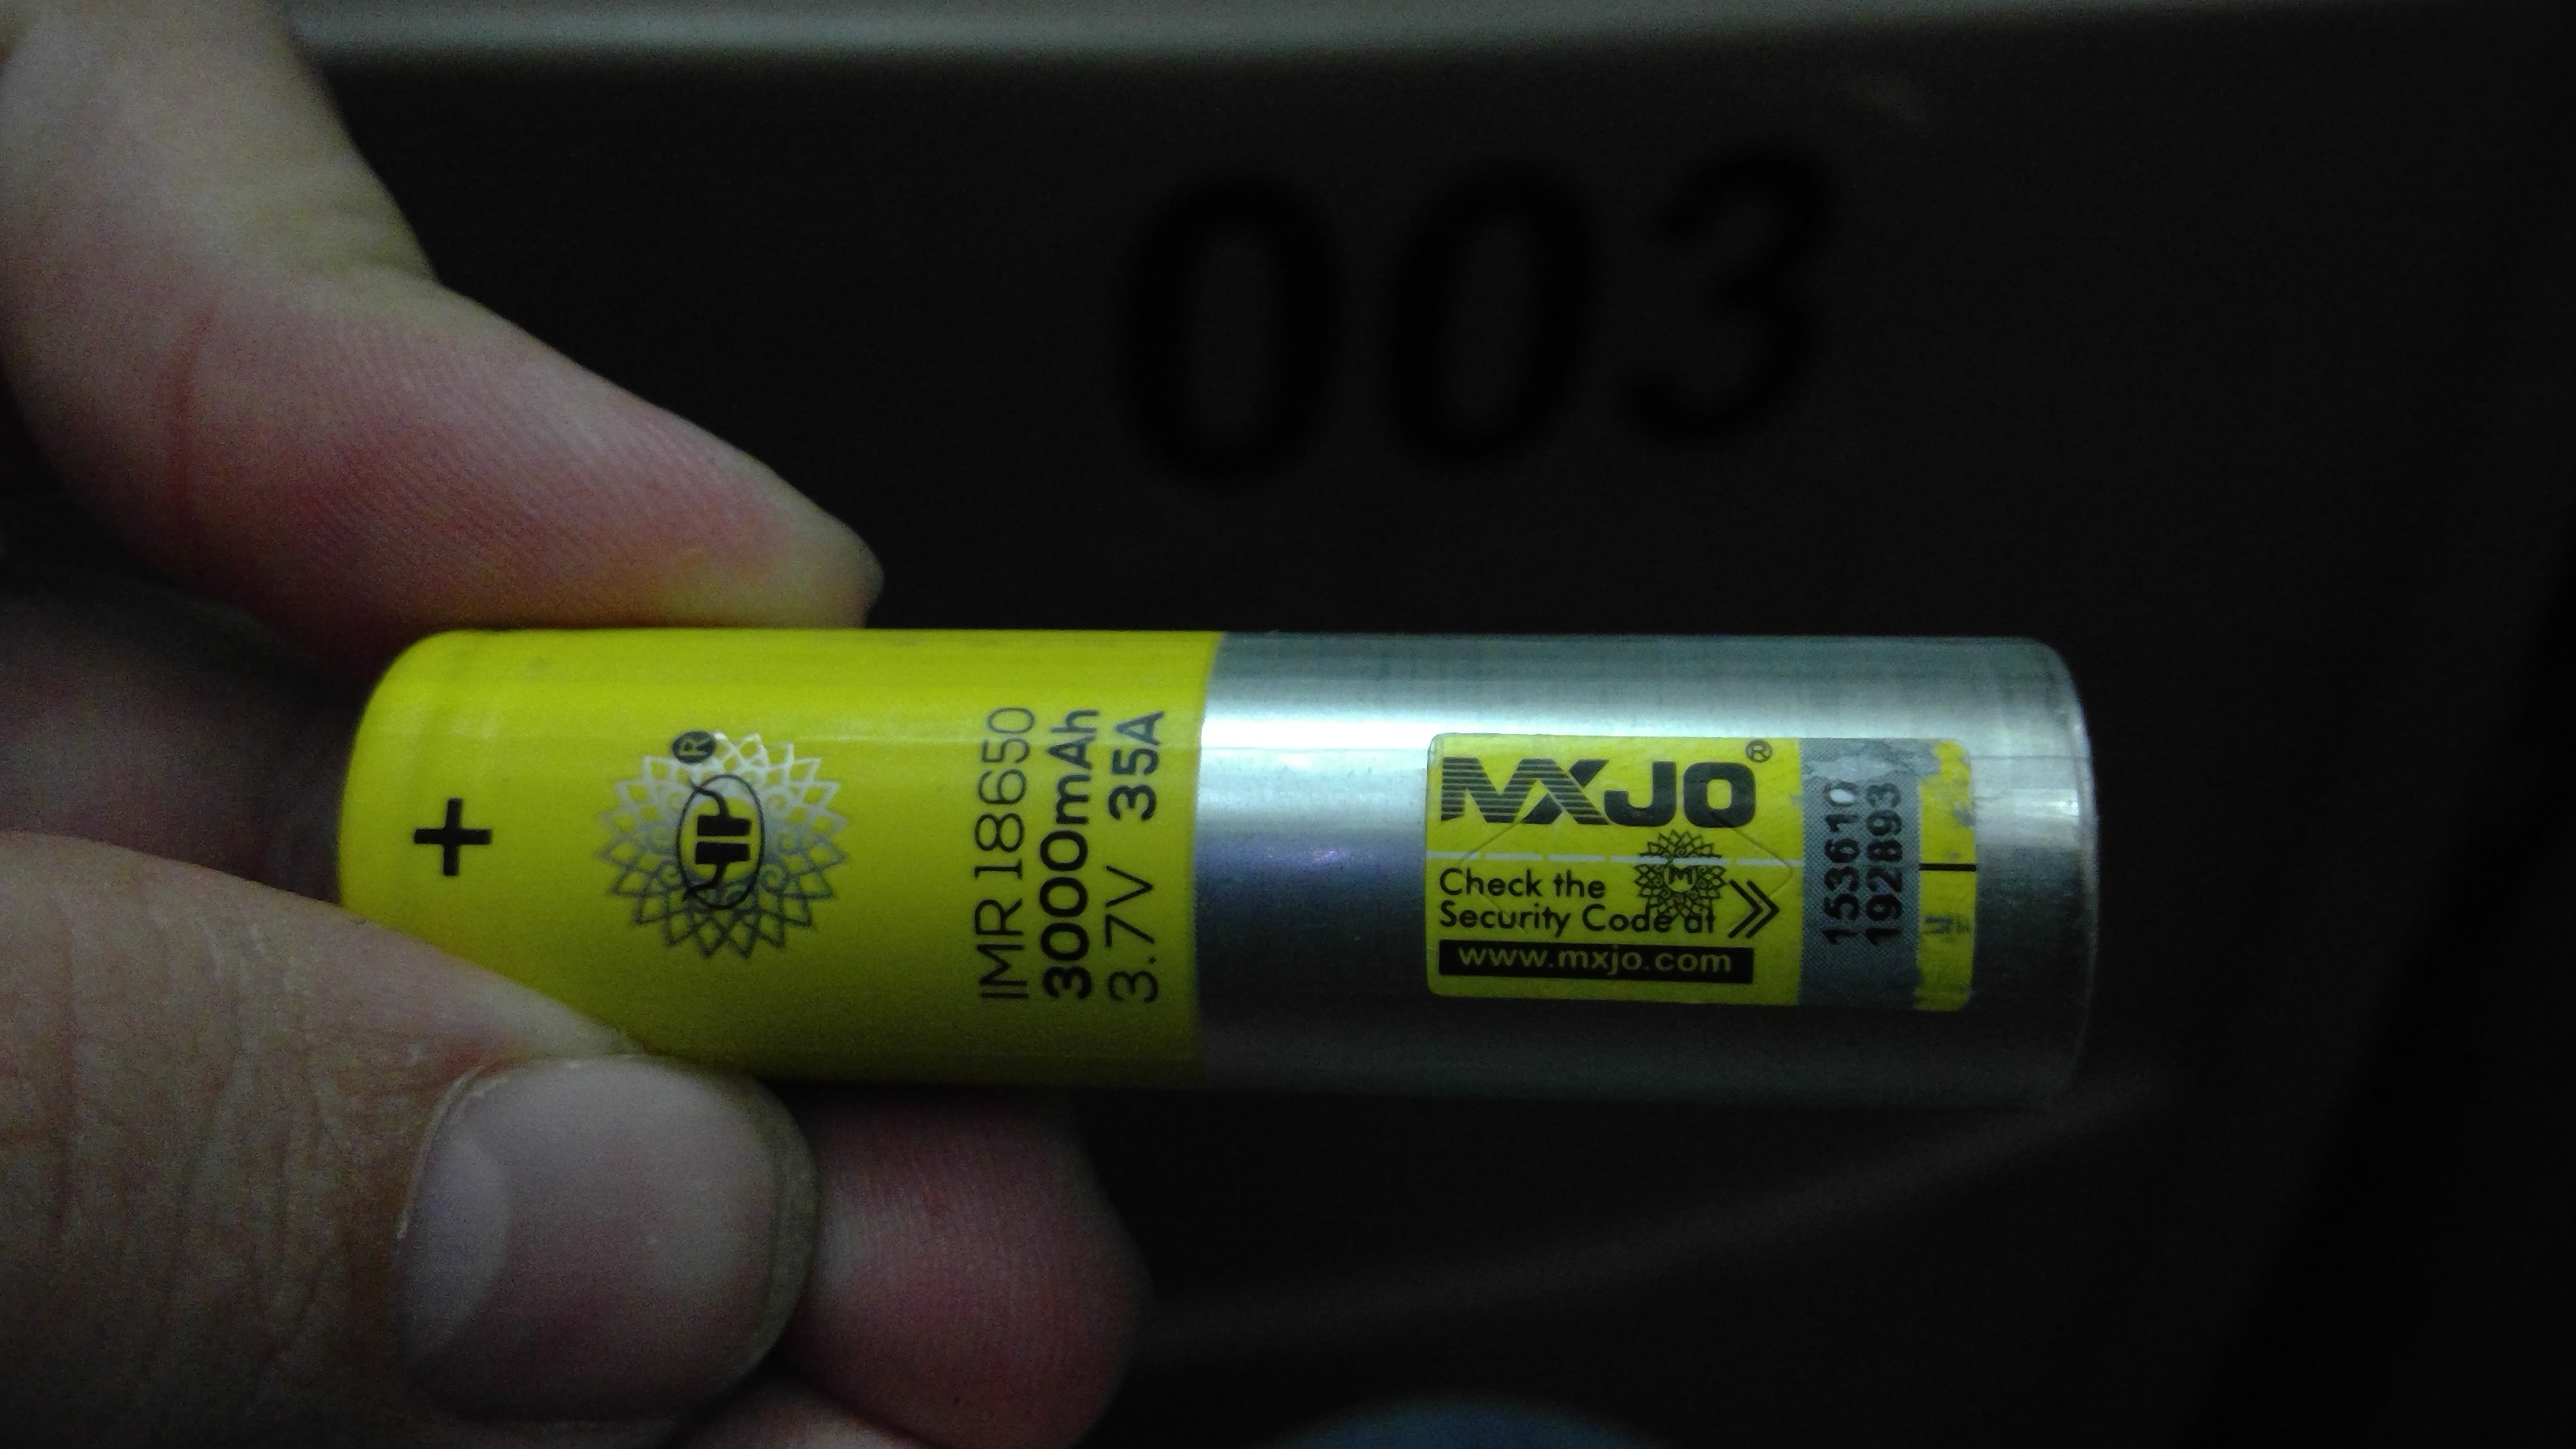 003
+
®
IMR 18650
3000mAh
3.7V 35A
MXJO®
M
Check the
Security Code at
www.mxjo.com
153610
192893